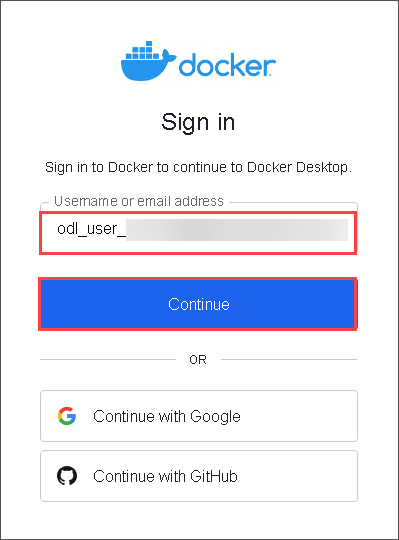 docker
Sign in
Sign in to Docker to continue to Docker Desktop.
Username or email address
odl_user_
Continue
OR
Continue with Google
Continue with GitHub